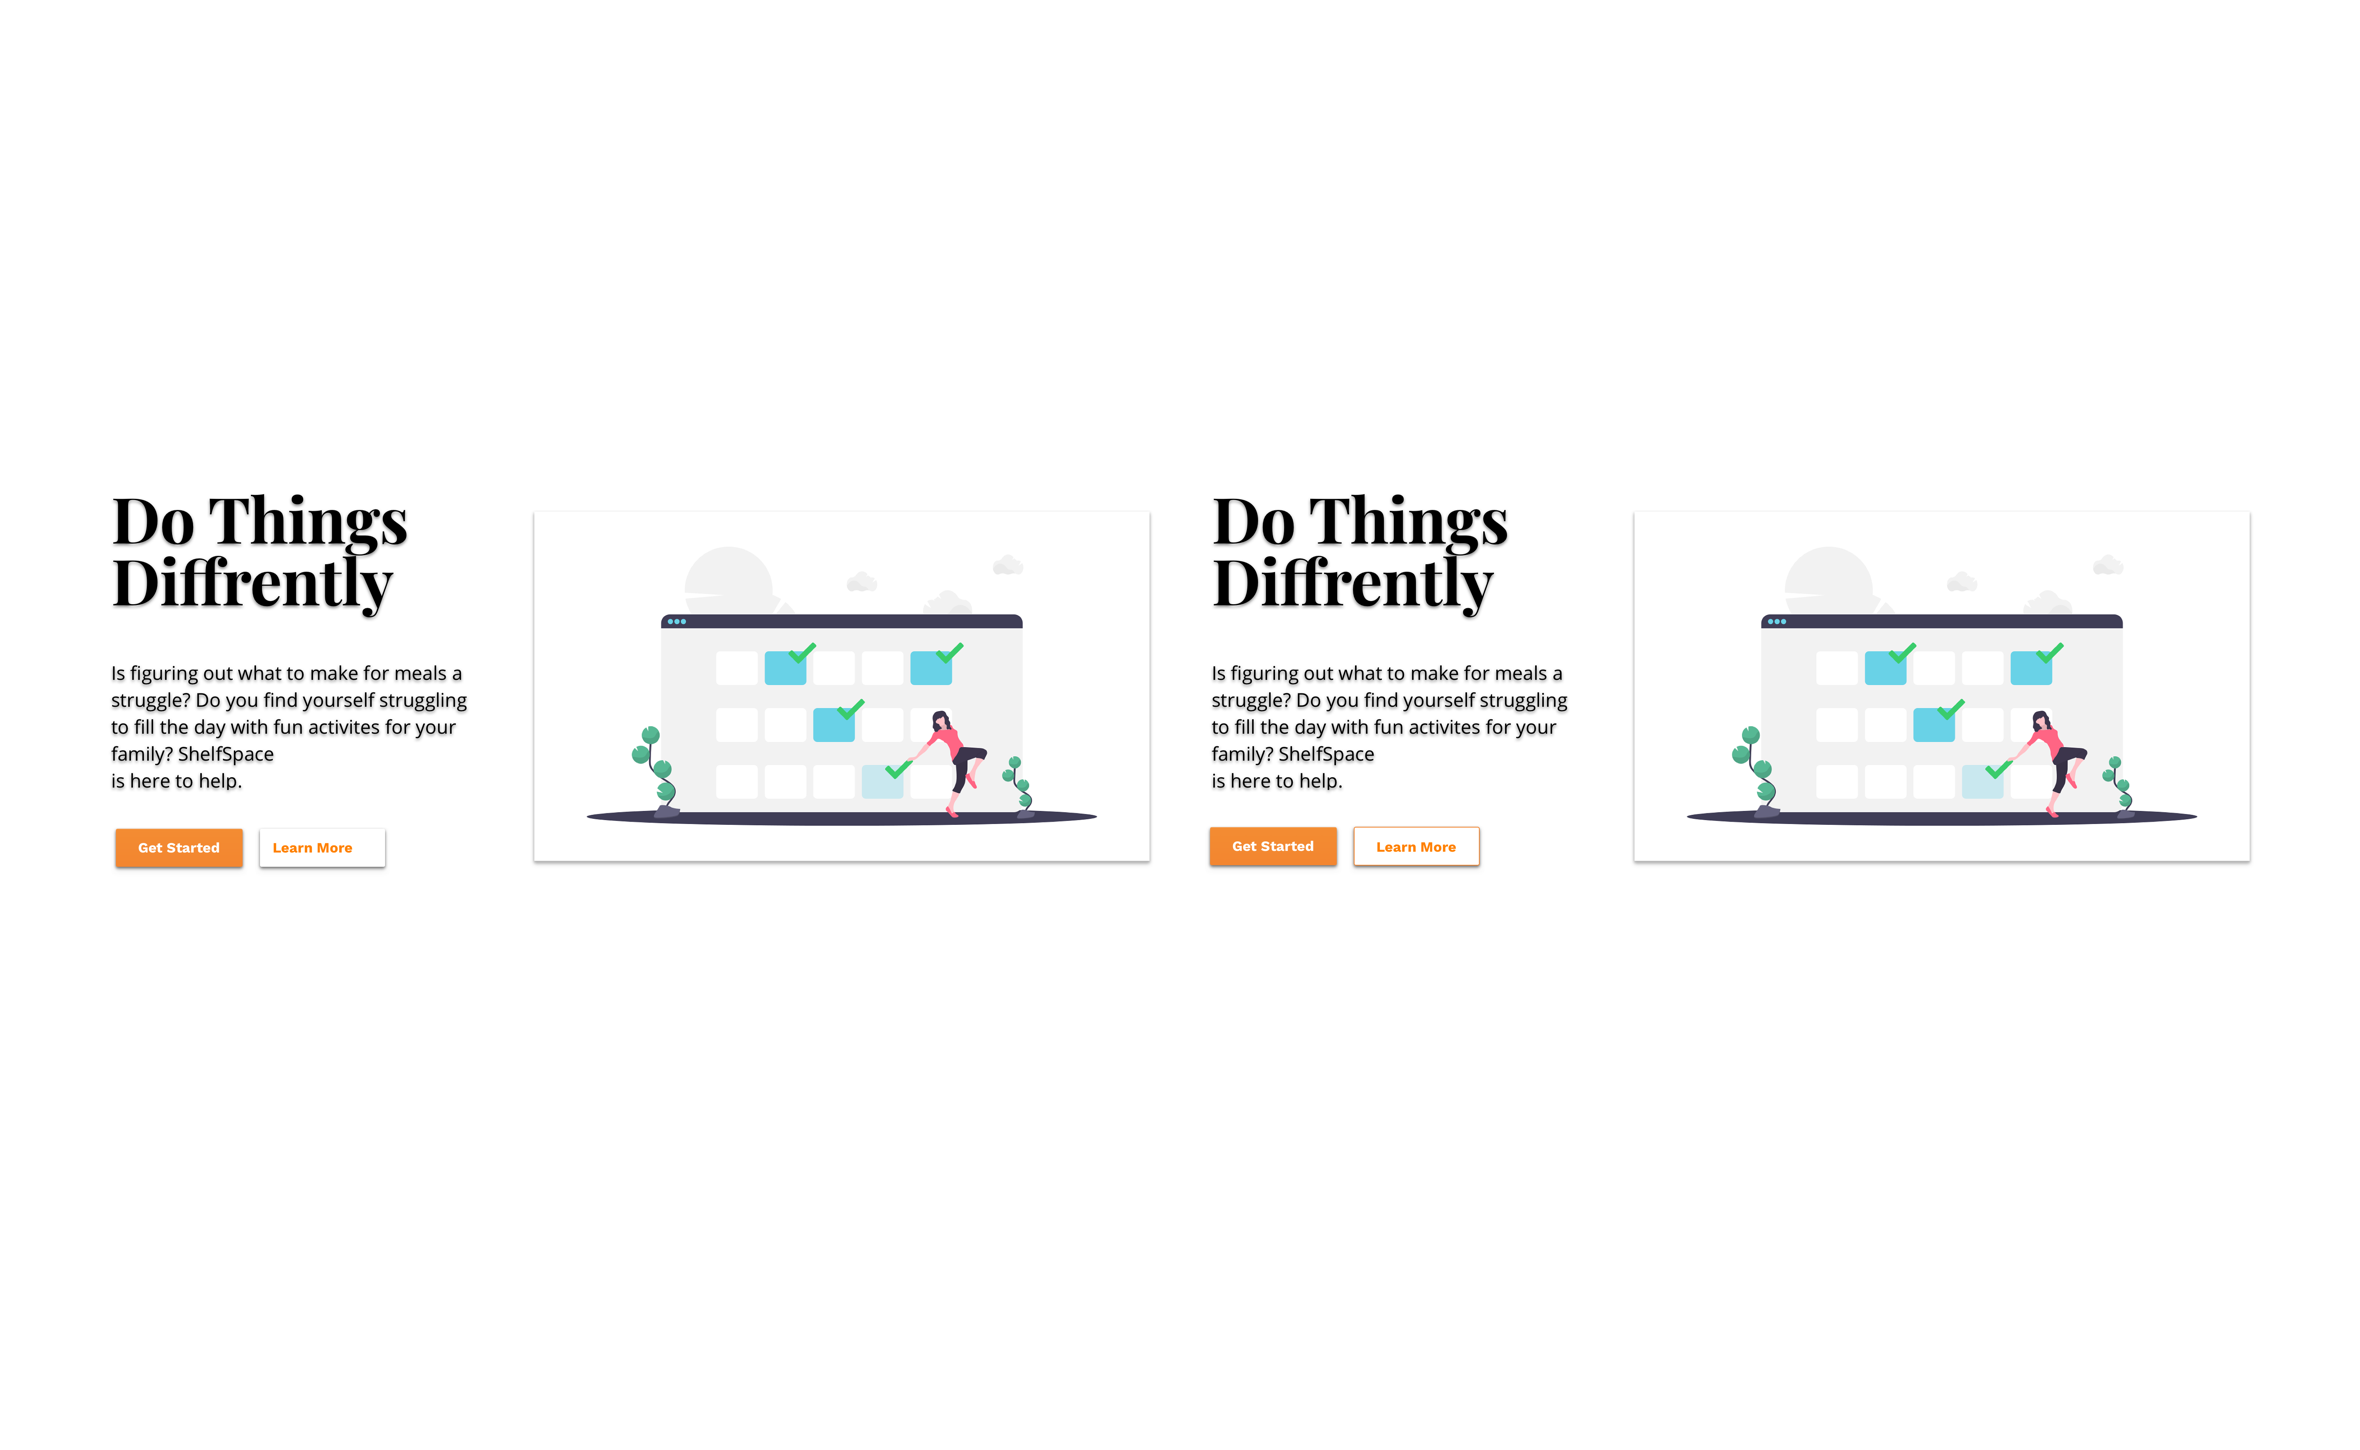 Do Things
Diffrently
Is figuring out what to make for meals a
struggle? Do you find yourself struggling
to fill the day with fun activites for your
family? ShelfSpace
is here to help.
Get Started
Learn More
Do Things
Diffrently
Is figuring out what to make for meals a
struggle? Do you find yourself struggling
to fill the day with fun activites for your
family? ShelfSpace
is here to help.
Get Started
Learn More